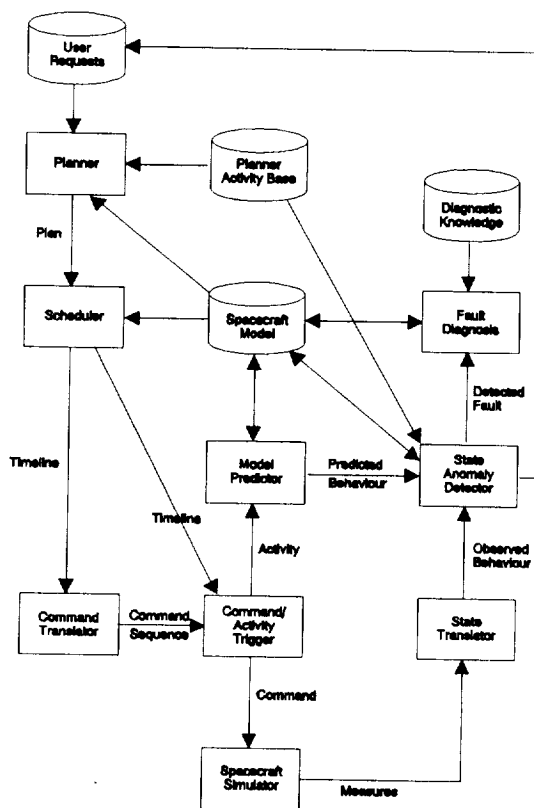 User
Requests
Planner
Planner
Activity Base
Diagnostic
Knowledge
Plan
Scheduler
Spacecraft
Model
Fault
Diagnosis
Detected
Fault
Timeline
Model
Predictor
Predicted
Behaviour
State
Anomaly
Detector
Timeline
Activity
Observed
Behaviour
Command
Translator
Command
Sequence
Command/
Activity
Trigger
State
Translator
Command
Spacecraft
Simulator
Measures